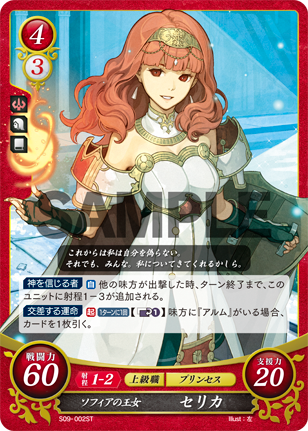 4
3
SAMPLE
これからは私は自分を偽らない。
それでも、みんな。私についてきてくれるかしら。
神を信じる者 自 他の味方が出撃した時、ターン終了まで、このユニットに射程1-3が追加される。
交差する運命 起 1ターンに1回 【●1】 味方に『アルム』がいる場合、カードを1枚引く。
戦闘力
60
射程 1-2 上級職 プリンセス
支援力
20
ソフィアの王女 セリカ
S09-002ST
Illust：左